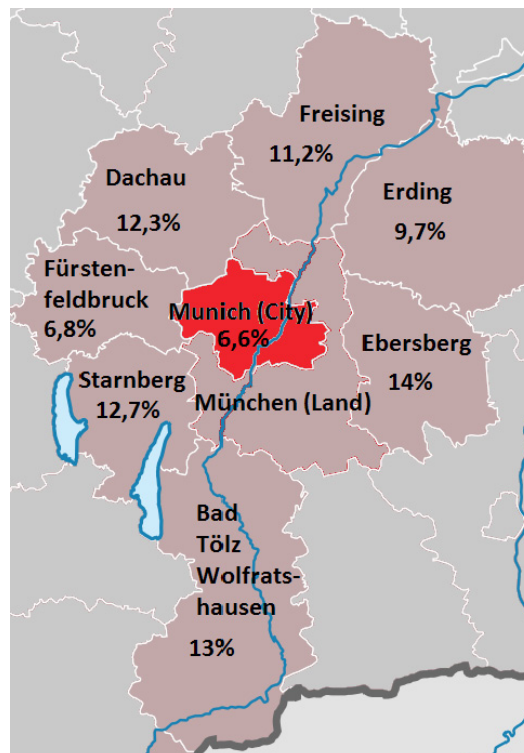 Freising
11,2%
Dachau
12,3%
Erding
9,7%
Fürsten-
feldbruck
6,8%
Munich (City)
6,6%
Ebersberg
14%
Starnberg
12,7%
München (Land)
Bad
Tölz
Wolfrats-
hausen
13%